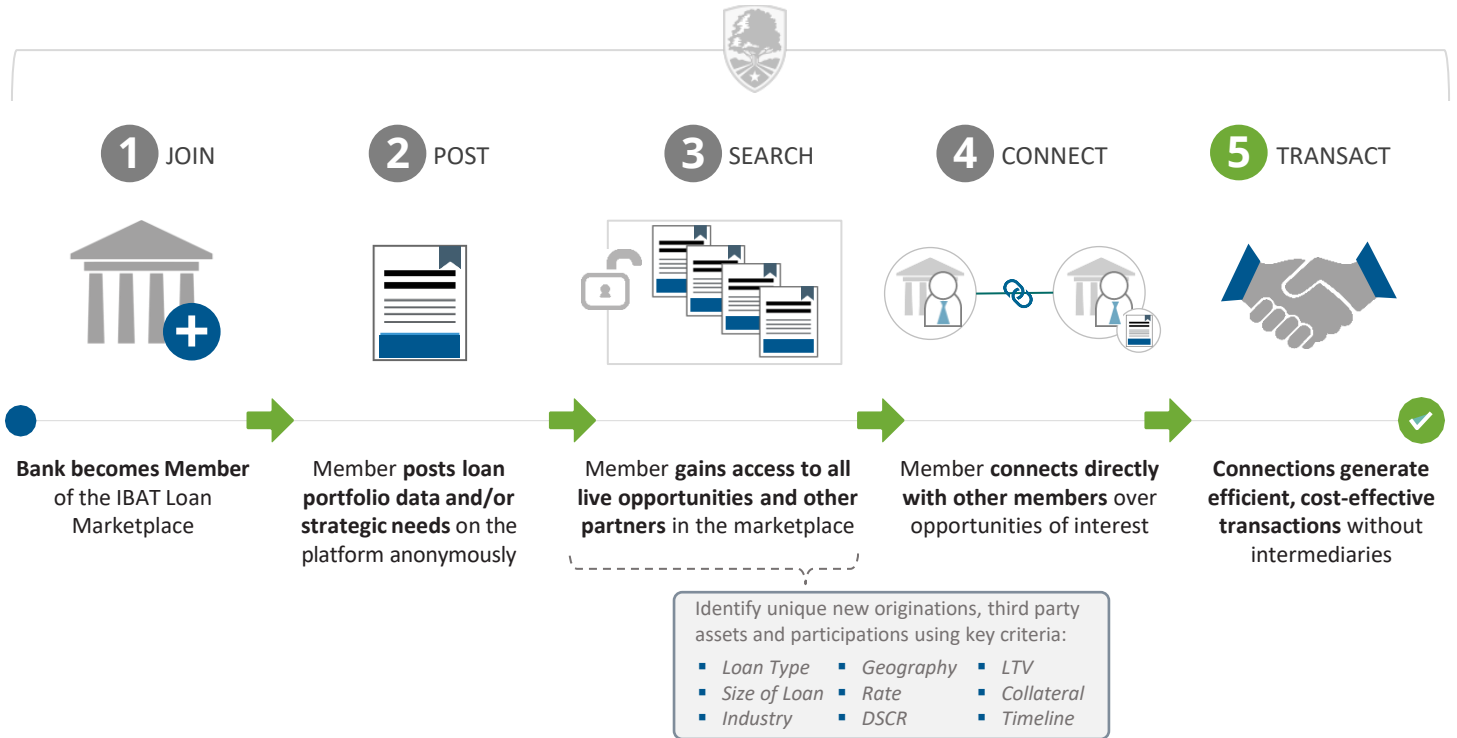 1 JOIN
2 POST
3 SEARCH
4 CONNECT
5 TRANSACT
Bank becomes Member
of the IBAT Loan
Marketplace
Member posts loan
portfolio data and/or
strategic needs on the
platform anonymously
Member gains access to all
live opportunities and other
partners in the marketplace
Member connects directly
with other members over
opportunities of interest
Connections generate
efficient, cost-effective
transactions without
intermediaries
Identify unique new originations, third party
assets and participations using key criteria:
▪ Loan Type ▪ Geography ▪ LTV
▪ Size of Loan ▪ Rate ▪ Collateral
▪ Industry ▪ DSCR ▪ Timeline